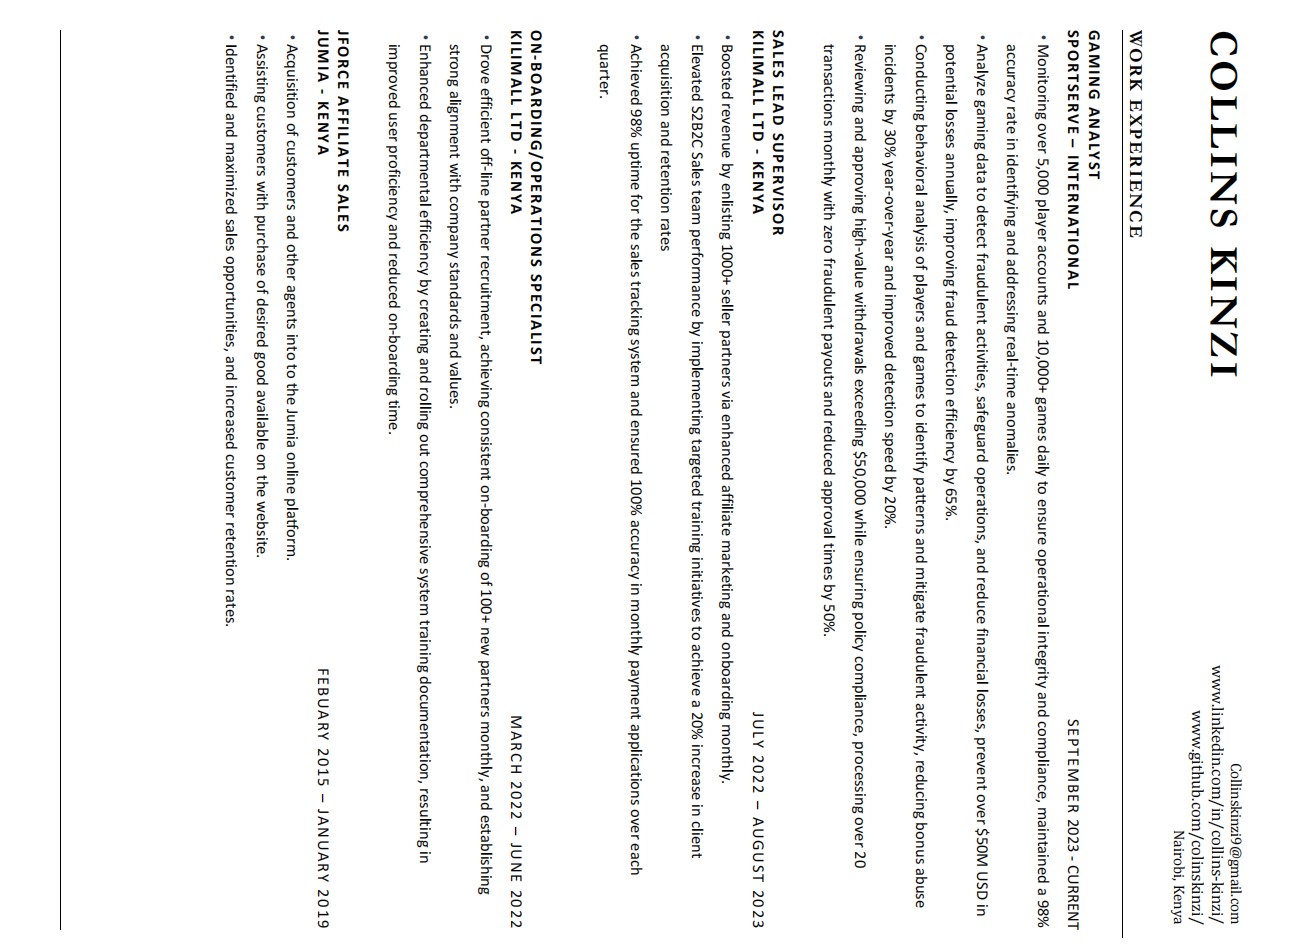 COLLINS KINZI
Collinskinzi9@gmail.com
www.linkedin.com/in/collins-kinzi/
www.github.com/colinskinzi/
Nairobi, Kenya
WORK EXPERIENCE
GAMING ANALYST
SPORTSERVE – INTERNATIONAL SEPTEMBER 2023 - CURRENT
• Monitoring over 5,000 player accounts and 10,000+ games daily to ensure operational integrity and compliance, maintained a 98%
accuracy rate in identifying and addressing real-time anomalies.
• Analyze gaming data to detect fraudulent activities, safeguard operations, and reduce financial losses, prevent over $50M USD in
potential losses annually, improving fraud detection efficiency by 65%.
• Conducting behavioral analysis of players and games to identify patterns and mitigate fraudulent activity, reducing bonus abuse
incidents by 30% year-over-year and improved detection speed by 20%.
• Reviewing and approving high-value withdrawals exceeding $50,000 while ensuring policy compliance, processing over 20
transactions monthly with zero fraudulent payouts and reduced approval times by 50%.
SALES LEAD SUPERVISOR
KILIMALL LTD - KENYA JULY 2022 – AUGUST 2023
• Boosted revenue by enlisting 1000+ seller partners via enhanced affiliate marketing and onboarding monthly.
• Elevated S2B2C Sales team performance by implementing targeted training initiatives to achieve a 20% increase in client
acquisition and retention rates
• Achieved 98% uptime for the sales tracking system and ensured 100% accuracy in monthly payment applications over each
quarter.
ON-BOARDING/OPERATIONS SPECIALIST
KILIMALL LTD - KENYA MARCH 2022 – JUNE 2022
• Drove efficient off-line partner recruitment, achieving consistent on-boarding of 100+ new partners monthly, and establishing
strong alignment with company standards and values.
• Enhanced departmental efficiency by creating and rolling out comprehensive system training documentation, resulting in
improved user proficiency and reduced on-boarding time.
JFORCE AFFILIATE SALES
JUMIA - KENYA FEBUARY 2015 – JANUARY 2019
• Acquisition of customers and other agents into to the Jumia online platform.
• Assisting customers with purchase of desired good available on the website.
• Identified and maximized sales opportunities, and increased customer retention rates.